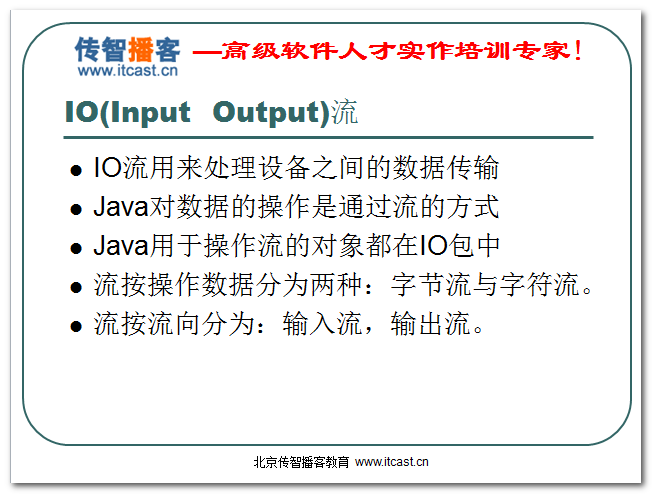 传智播客 —高级软件人才实作培训专家!
www.itcast.cn
IO(Input Output)流
● IO流用来处理设备之间的数据传输
● Java对数据的操作是通过流的方式
● Java用于操作流的对象都在IO包中
● 流按操作数据分为两种：字节流与字符流。
● 流按流向分为：输入流，输出流。
北京传智播客教育 www.itcast.cn